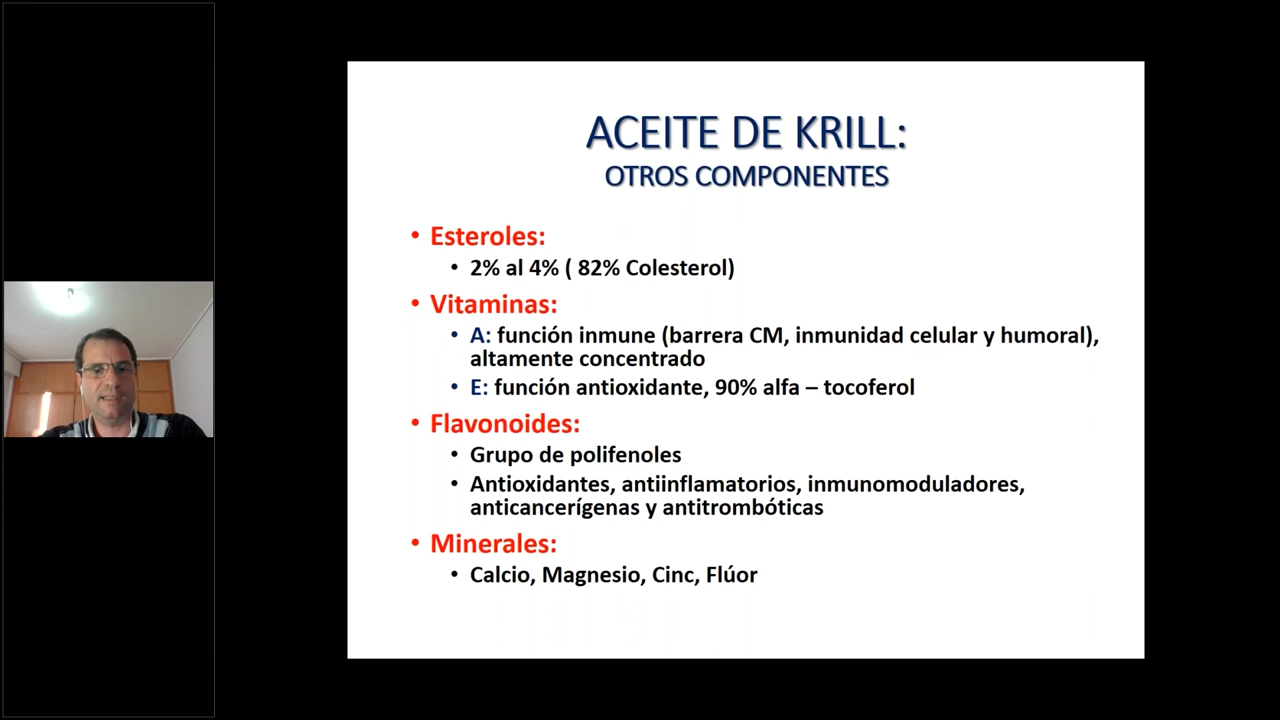 ACEITE DE KRILL:
OTROS COMPONENTES
• Esteroles:
• 2% al 4% ( 82% Colesterol)
• Vitaminas:
• A: función inmune (barrera CM, inmunidad celular y humoral),
altamente concentrado
• E: función antioxidante, 90% alfa – tocoferol
• Flavonoides:
• Grupo de polifenoles
• Antioxidantes, antiinflamatorios, inmunomoduladores,
anticancerígenas y antitrombóticas
• Minerales:
• Calcio, Magnesio, Cinc, Flúor